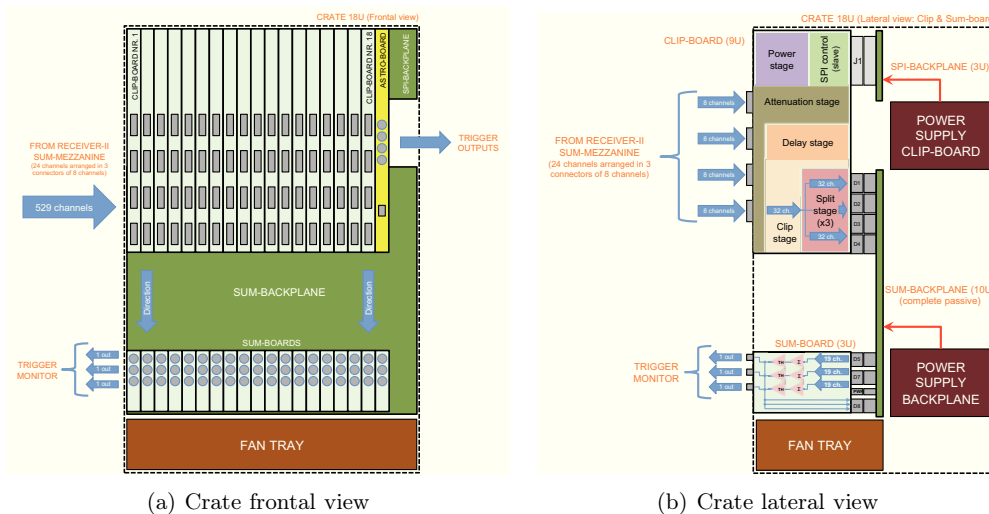 CRATE 18U (Frontal view)
CLIP-BOARD NR. 1
CLIP-BOARD NR. 18
ASTRO-BOARD
SPI-BACKPLANE
FROM RECEIVER-II
SUM-MEZZANINE
(24 channels arranged in 3
connectors of 8 channels)
529 channels
TRIGGER
OUTPUTS
SUM-BACKPLANE
Direction
Direction
SUM-BOARDS
TRIGGER
MONITOR
1 out
1 out
1 out
FAN TRAY
(a) Crate frontal view
CRATE 18U (Lateral view: Clip & Sum-board
CLIP-BOARD (9U)
Power
stage
SPI control
(slave)
J1
SPI-BACKPLANE (3U)
POWER
SUPPLY
CLIP-BOARD
FROM RECEIVER-II
SUM-MEZZANINE
(24 channels arranged in 3
connectors of 8 channels)
8 channels
8 channels
8 channels
8 channels
Attenuation stage
Delay stage
32 ch.
Clip
stage
32 ch.
Split
stage
(x3)
32 ch.
D1
D2
D3
D4
SUM-BACKPLANE (10U
(complete passive)
SUM-BOARD (3U)
TRIGGER
MONITOR
1 out
1 out
1 out
TH
Σ
19 ch.
TH
Σ
19 ch.
TH
Σ
19 ch.
D5
D7
PWR
D8
POWER
SUPPLY
BACKPLANE
FAN TRAY
(b) Crate lateral view